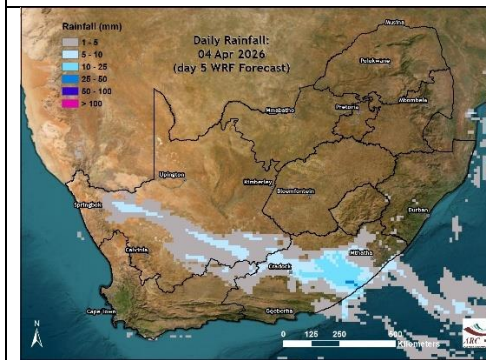 Rainfall (mm)
1 - 5
5 - 10
10 - 25
25 - 50
50 - 100
> 100
Daily Rainfall:
04 Apr 2026
(day 5 WRF Forecast)
Musina
Polokwane
Mbombela
Pretoria
Mmabatho
Upington
Kimberley
Bloemfontein
Springbok
Durban
Calvinia
Mthatha
Cradock
Cape Town
Gqeberha
N
0 125 250 500
Kilometers
ARC